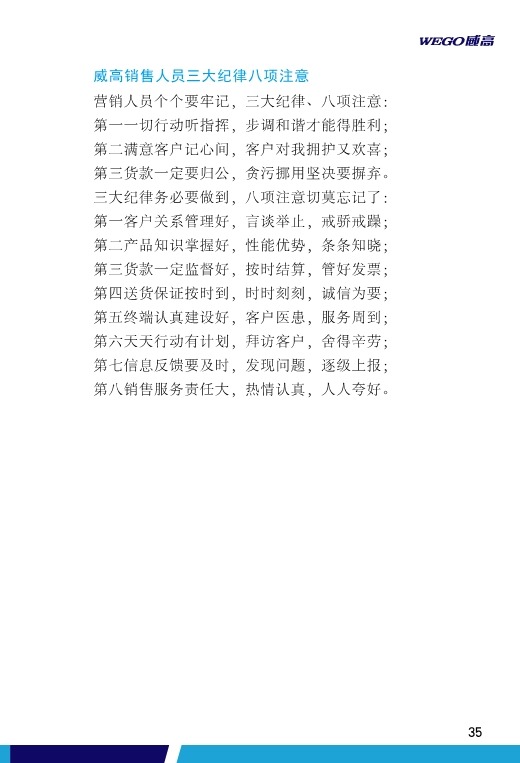 WEGO威高
威高销售人员三大纪律八项注意
营销人员个个要牢记，三大纪律、八项注意：
第一一切行动听指挥，步调和谐才能得胜利；
第二满意客户记心间，客户对我拥护又欢喜；
第三货款一定要归公，贪污挪用坚决要摒弃。
三大纪律务必要做到，八项注意切莫忘记了：
第一客户关系管理好，言谈举止，戒骄戒躁；
第二产品知识掌握好，性能优势，条条知晓；
第三货款一定监督好，按时结算，管好发票；
第四送货保证按时到，时时刻刻，诚信为要；
第五终端认真建设好，客户医患，服务周到；
第六天天行动有计划，拜访客户，舍得辛劳；
第七信息反馈要及时，发现问题，逐级上报；
第八销售服务责任大，热情认真，人人夸好。
35